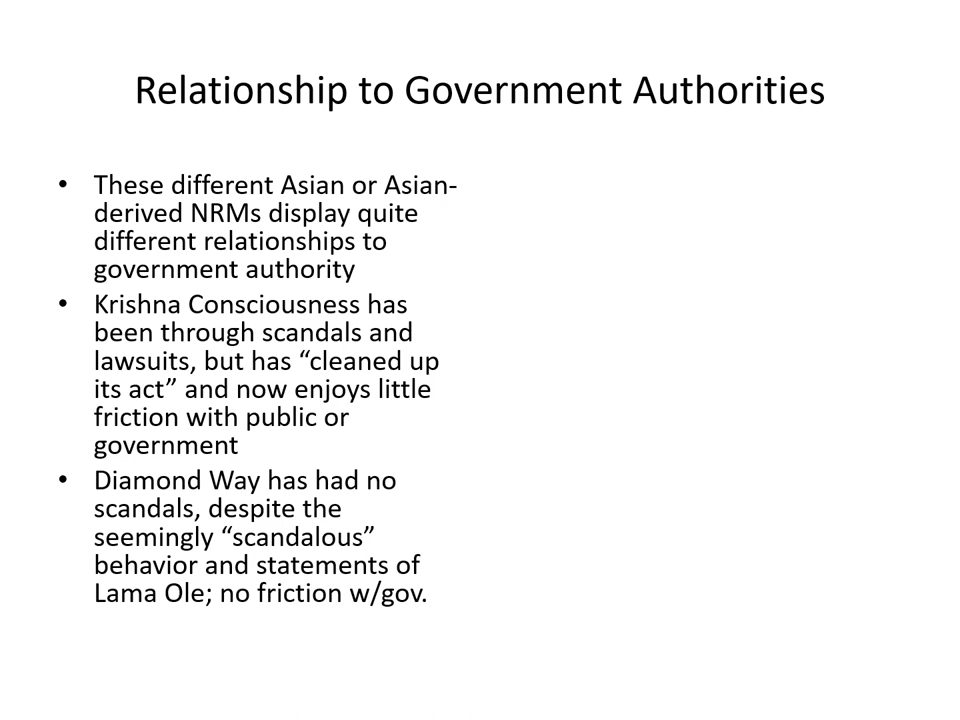 Relationship to Government Authorities
• These different Asian or Asian-
derived NRMs display quite
different relationships to
government authority
• Krishna Consciousness has
been through scandals and
lawsuits, but has “cleaned up
its act” and now enjoys little
friction with public or
government
• Diamond Way has had no
scandals, despite the
seemingly “scandalous”
behavior and statements of
Lama Ole; no friction w/gov.